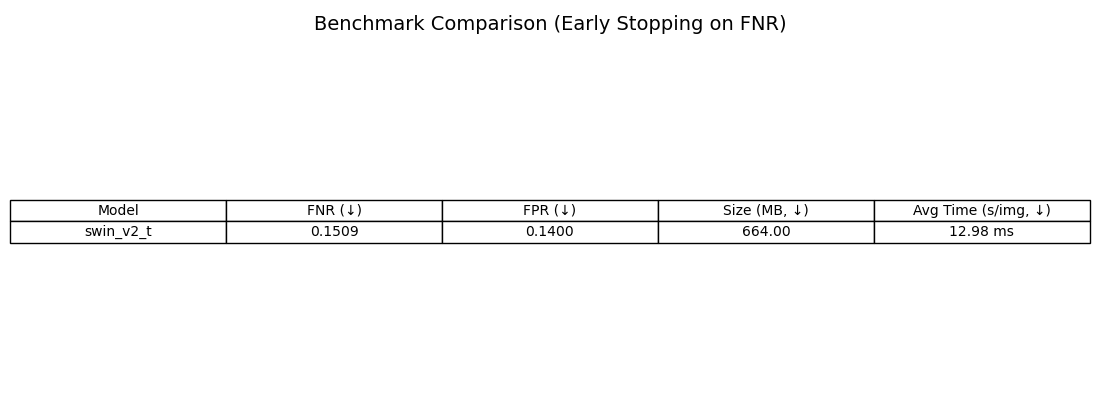 Benchmark Comparison (Early Stopping on FNR)
Model FNR (↓) FPR (↓) Size (MB, ↓) Avg Time (s/img, ↓)
swin_v2_t 0.1509 0.1400 664.00 12.98 ms